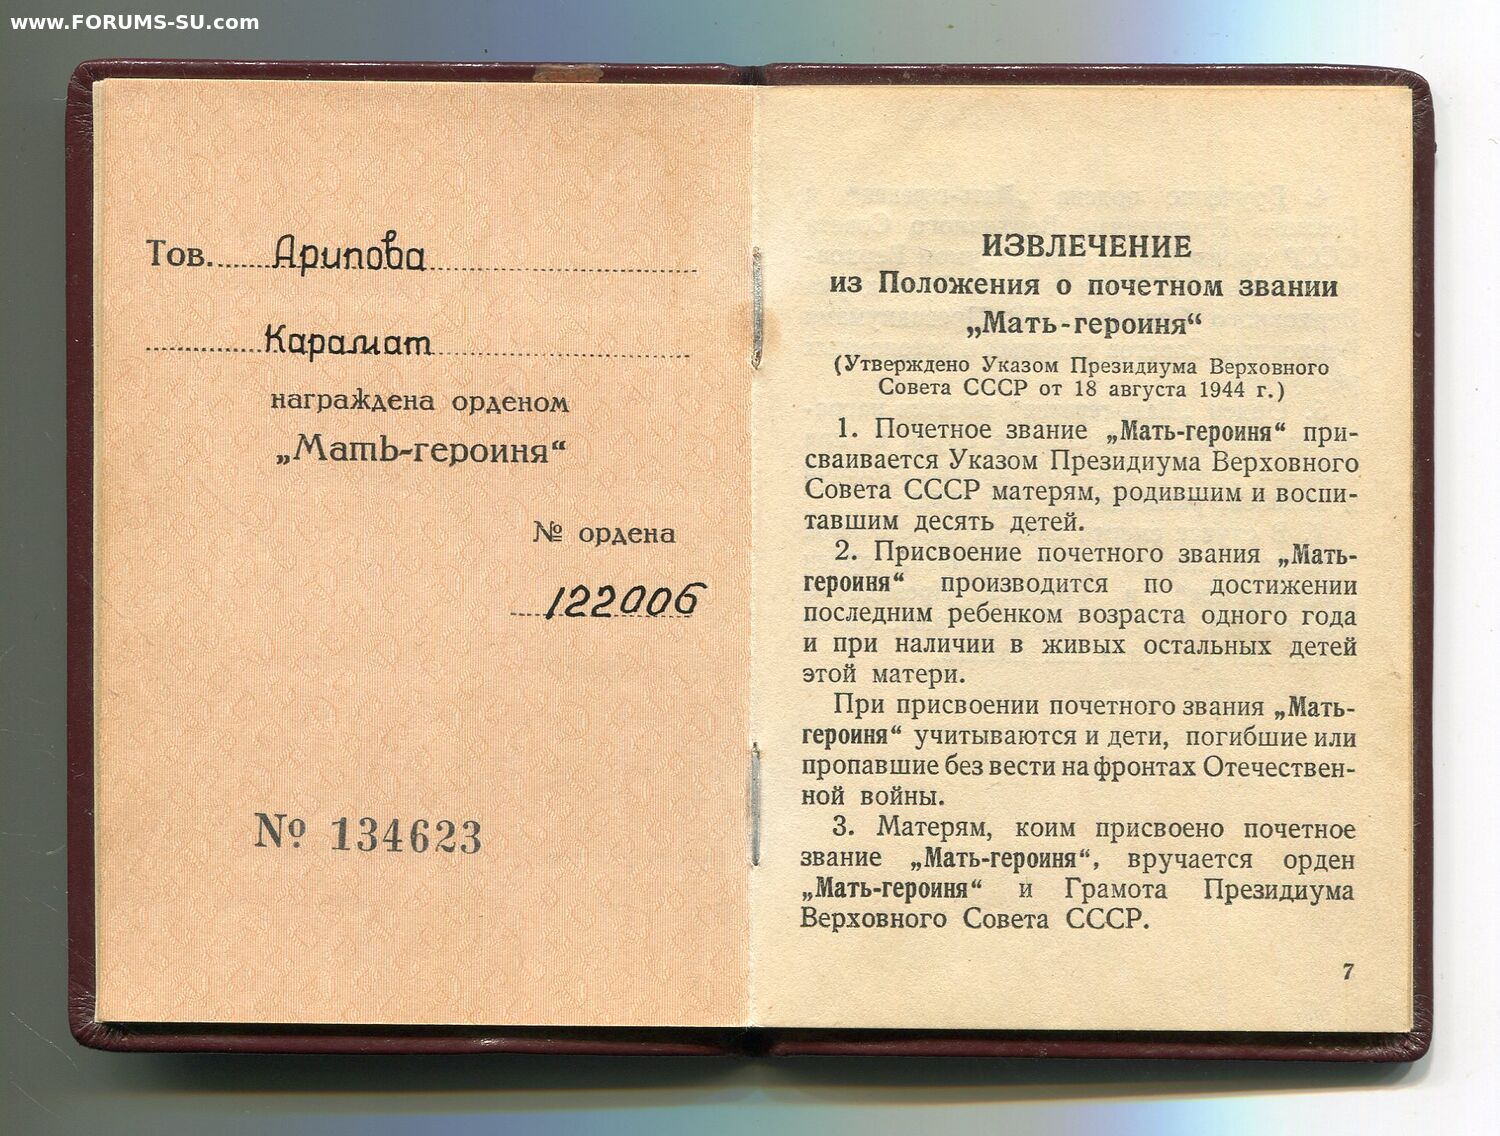 www.FORUMS-SU.com
Тов. Арипова
Карамат
награждена орденом
„Мать-героиня“
№ ордена
122006
№ 134623
ИЗВЛЕЧЕНИЕ
из Положения о почетном звании
„Мать-героиня“
(Утверждено Указом Президиума Верховного
Совета СССР от 18 августа 1944 г.)
1. Почетное звание „Мать-героиня“ при-
сваивается Указом Президиума Верховного
Совета СССР матерям, родившим и воспи-
тавшим десять детей.
2. Присвоение почетного звания „Мать-
героиня“ производится по достижении
последним ребенком возраста одного года
и при наличии в живых остальных детей
этой матери.
При присвоении почетного звания „Мать-
героиня“ учитываются и дети, погибшие или
пропавшие без вести на фронтах Отечествен-
ной войны.
3. Матерям, коим присвоено почетное
звание „Мать-героиня“, вручается орден
„Мать-героиня“ и Грамота Президиума
Верховного Совета СССР.
7